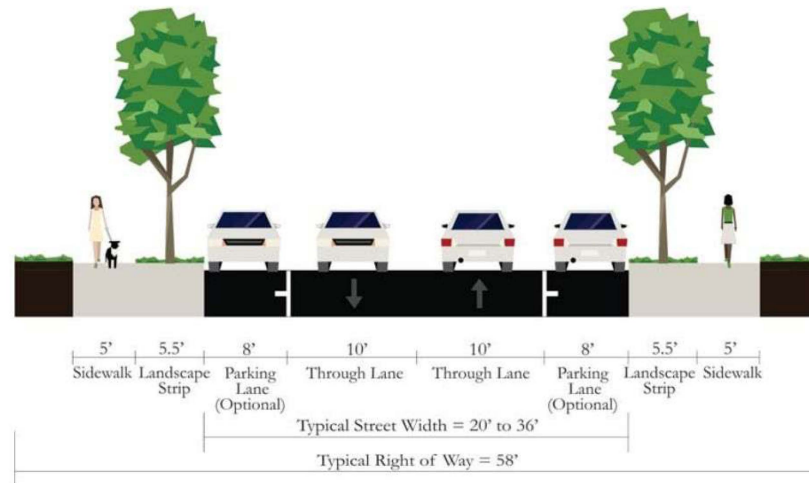 5’ 5.5’ 8’ 10’ 10’ 8’ 5.5’ 5’
Sidewalk Landscape Parking Through Lane Through Lane Parking Landscape Sidewalk
Strip Lane Lane Strip
(Optional) (Optional)
Typical Street Width = 20’ to 36’
Typical Right of Way = 58’